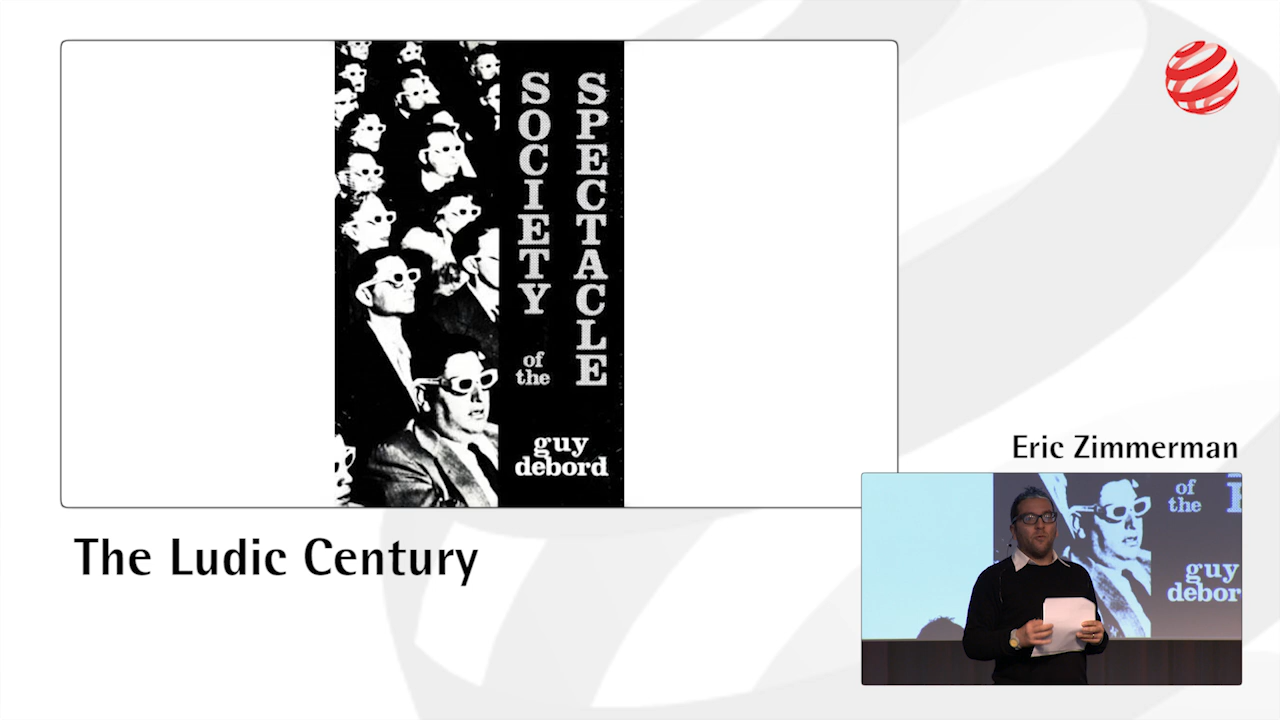 SOCIETY
of
the
SPECTACLE
guy
debord
The Ludic Century
Eric Zimmerman
of
the
guy
debor